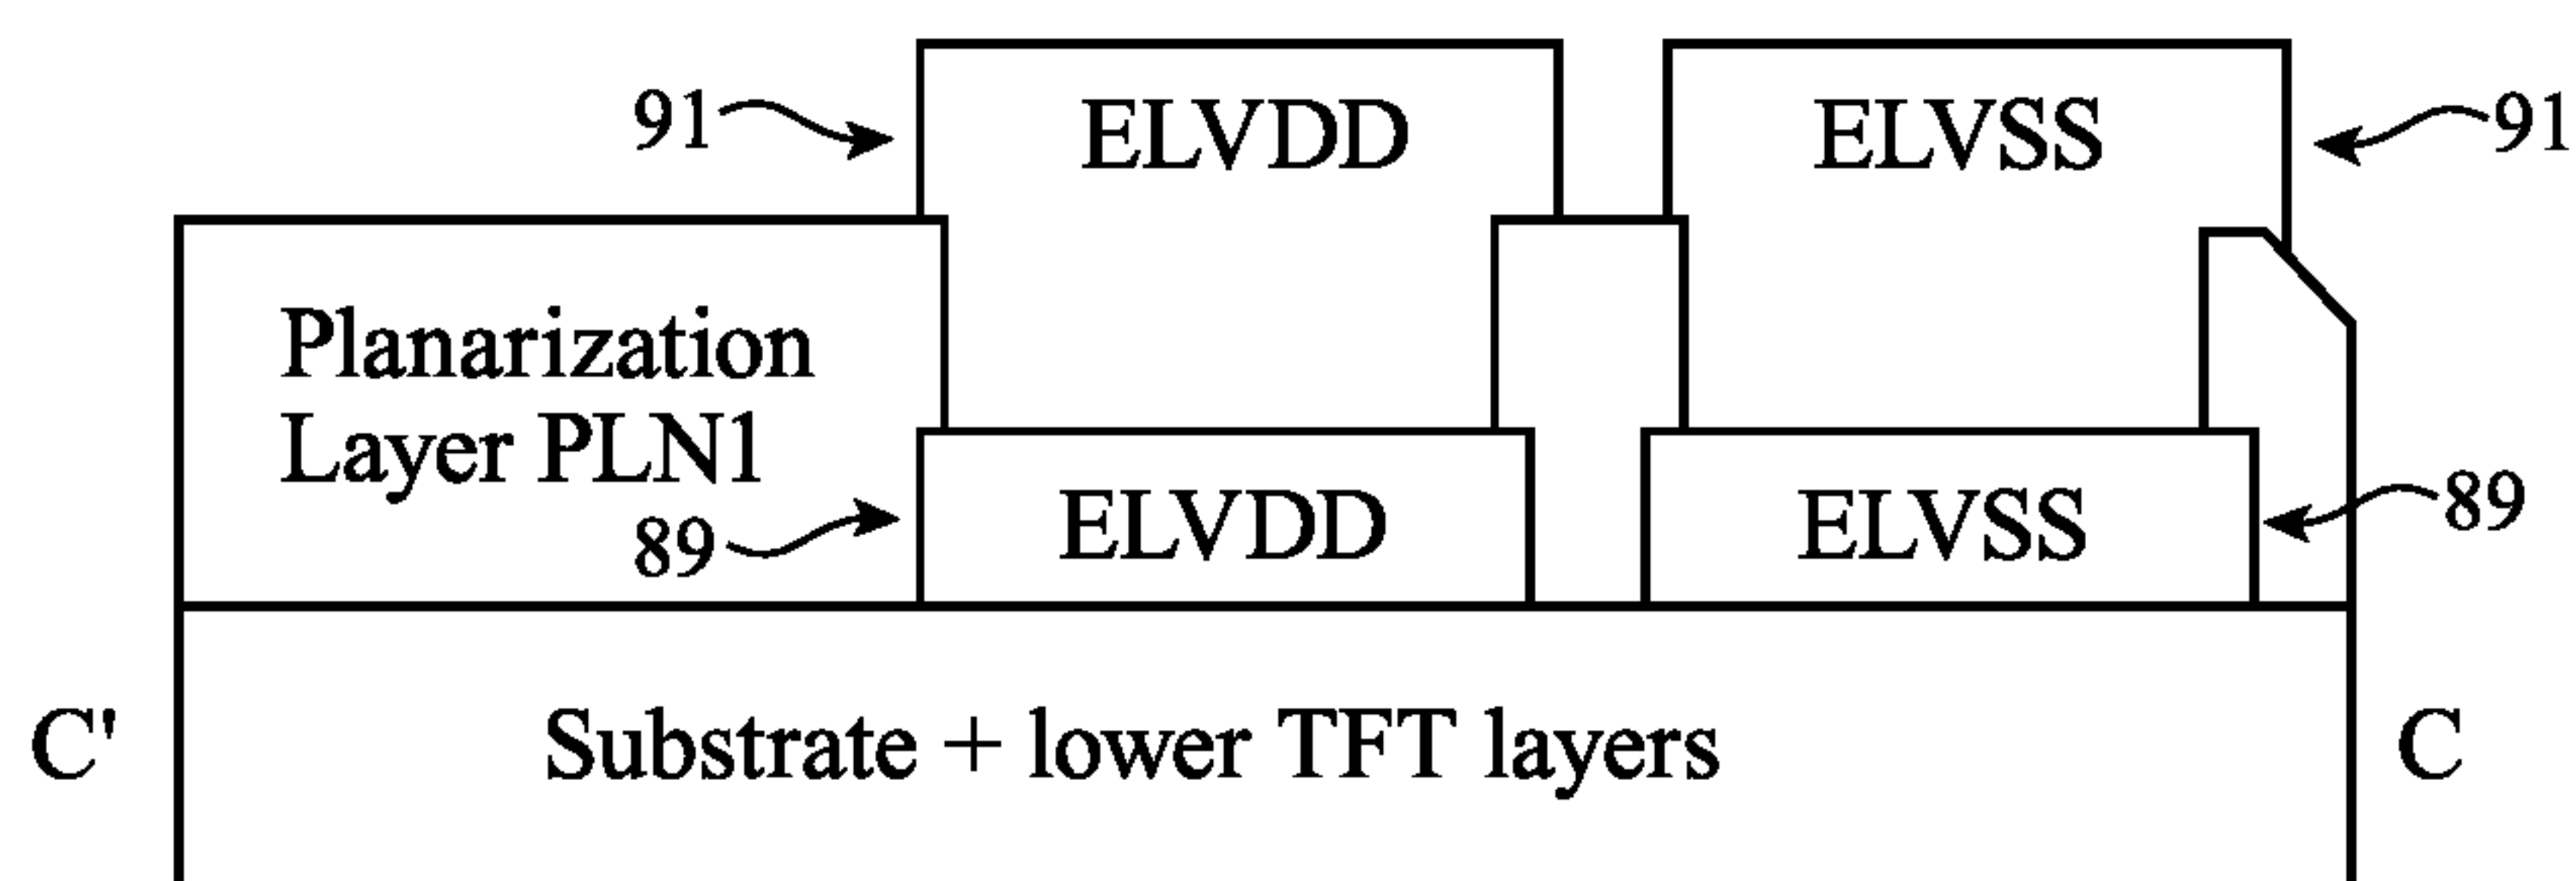 91
ELVDD
ELVSS
91
Planarization
Layer PLN1
89
ELVDD
ELVSS
89
C'
Substrate + lower TFT layers
C